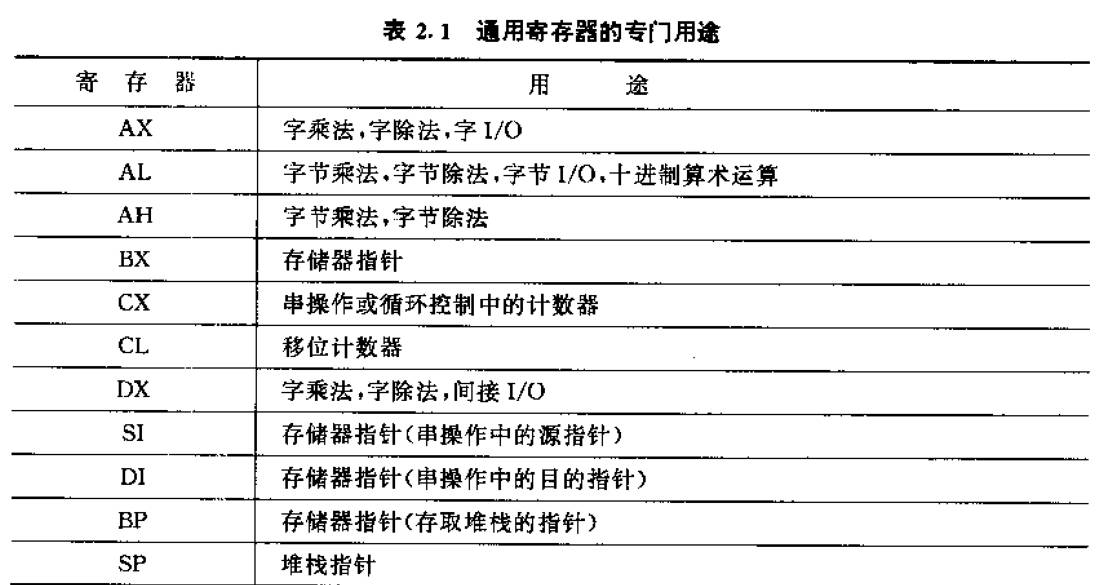 表 2.1 通用寄存器的专门用途
寄 存 器 用 途
AX 字乘法,字除法,字 I/O
AL 字节乘法,字节除法,字节 I/O,十进制算术运算
AH 字节乘法,字节除法
BX 存储器指针
CX 串操作或循环控制中的计数器
CL 移位计数器
DX 字乘法,字除法,间接 I/O
SI 存储器指针(串操作中的源指针)
DI 存储器指针(串操作中的目的指针)
BP 存储器指针(存取堆栈的指针)
SP 堆栈指针